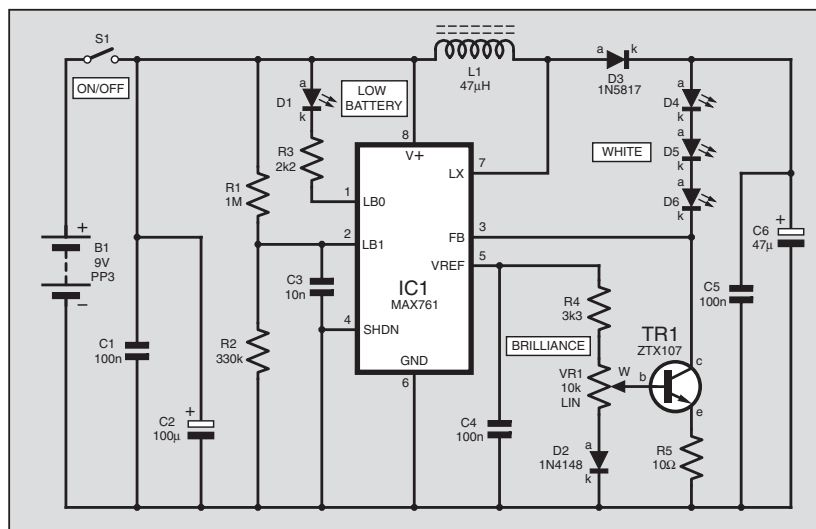 S1
ON/OFF
L1
47µH
a
k
D3
1N5817
a
D1
k
LOW
BATTERY
a
D4
k
8
V+
R3
2k2
7
LX
WHITE
a
D5
k
R1
1M
1
LB0
a
D6
k
+
B1
9V
PP3
−
2
LB1
3
FB
+
C6
47µ
5
VREF
C3
10n
IC1
MAX761
R4
3k3
C5
100n
C1
100n
R2
330k
4
SHDN
BRILLIANCE
TR1
ZTX107
GND
6
VR1
10k
LIN
W
b
c
e
+
C2
100µ
C4
100n
a
D2
1N4148
k
R5
10Ω